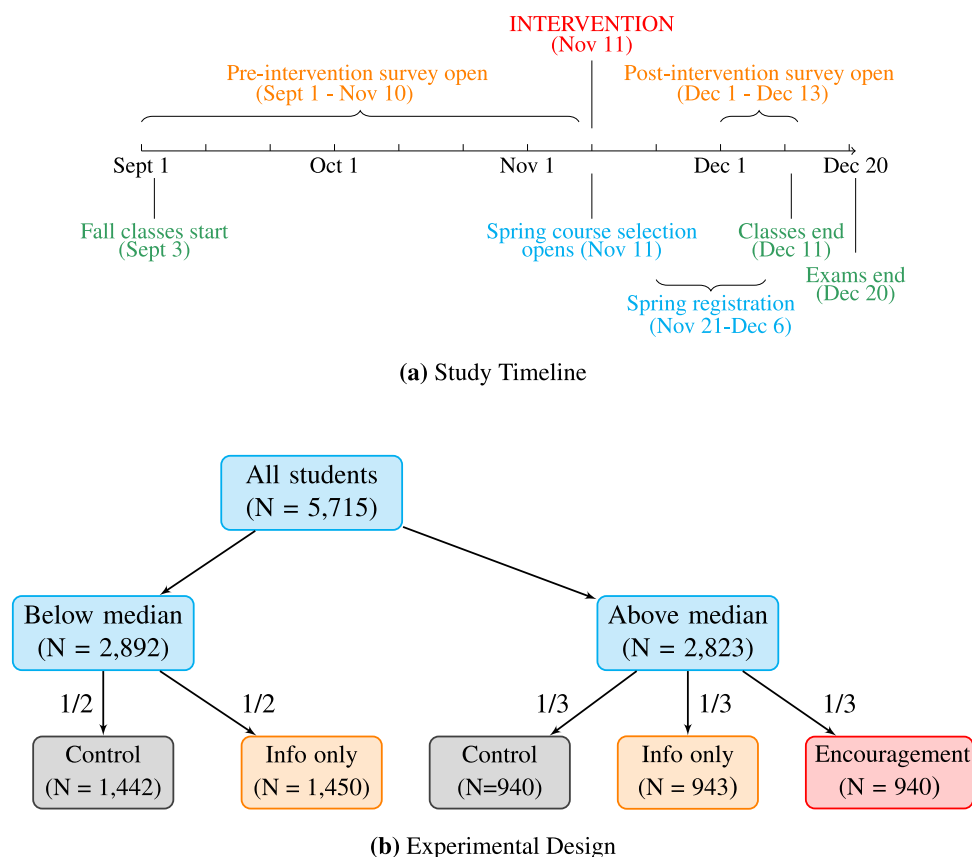 INTERVENTION
(Nov 11)
Pre-intervention survey open
(Sept 1 - Nov 10)
Post-intervention survey open
(Dec 1 - Dec 13)
Sept 1
Oct 1
Nov 1
Dec 1
Dec 20
Fall classes start
(Sept 3)
Spring course selection
opens (Nov 11)
Classes end
(Dec 11)
Exams end
(Dec 20)
Spring registration
(Nov 21-Dec 6)
(a) Study Timeline
All students
(N = 5,715)
Below median
(N = 2,892)
Above median
(N = 2,823)
1/2
1/2
1/3
1/3
1/3
Control
(N = 1,442)
Info only
(N = 1,450)
Control
(N=940)
Info only
(N = 943)
Encouragement
(N = 940)
(b) Experimental Design